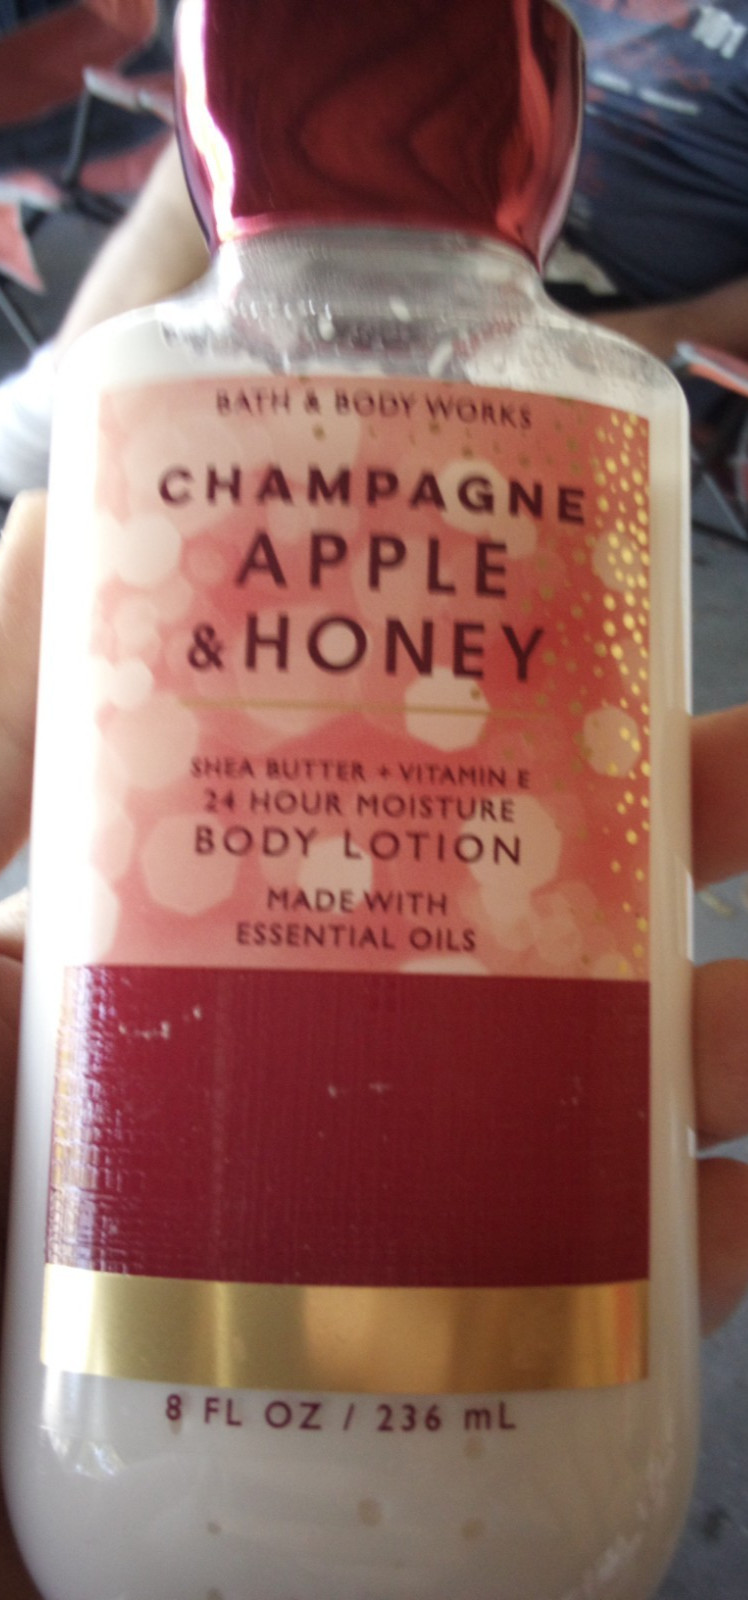 BATH & BODY WORKS
CHAMPAGNE
APPLE
& HONEY
SHEA BUTTER + VITAMIN E
24 HOUR MOISTURE
BODY LOTION
MADE WITH
ESSENTIAL OILS
8 FL OZ / 236 mL